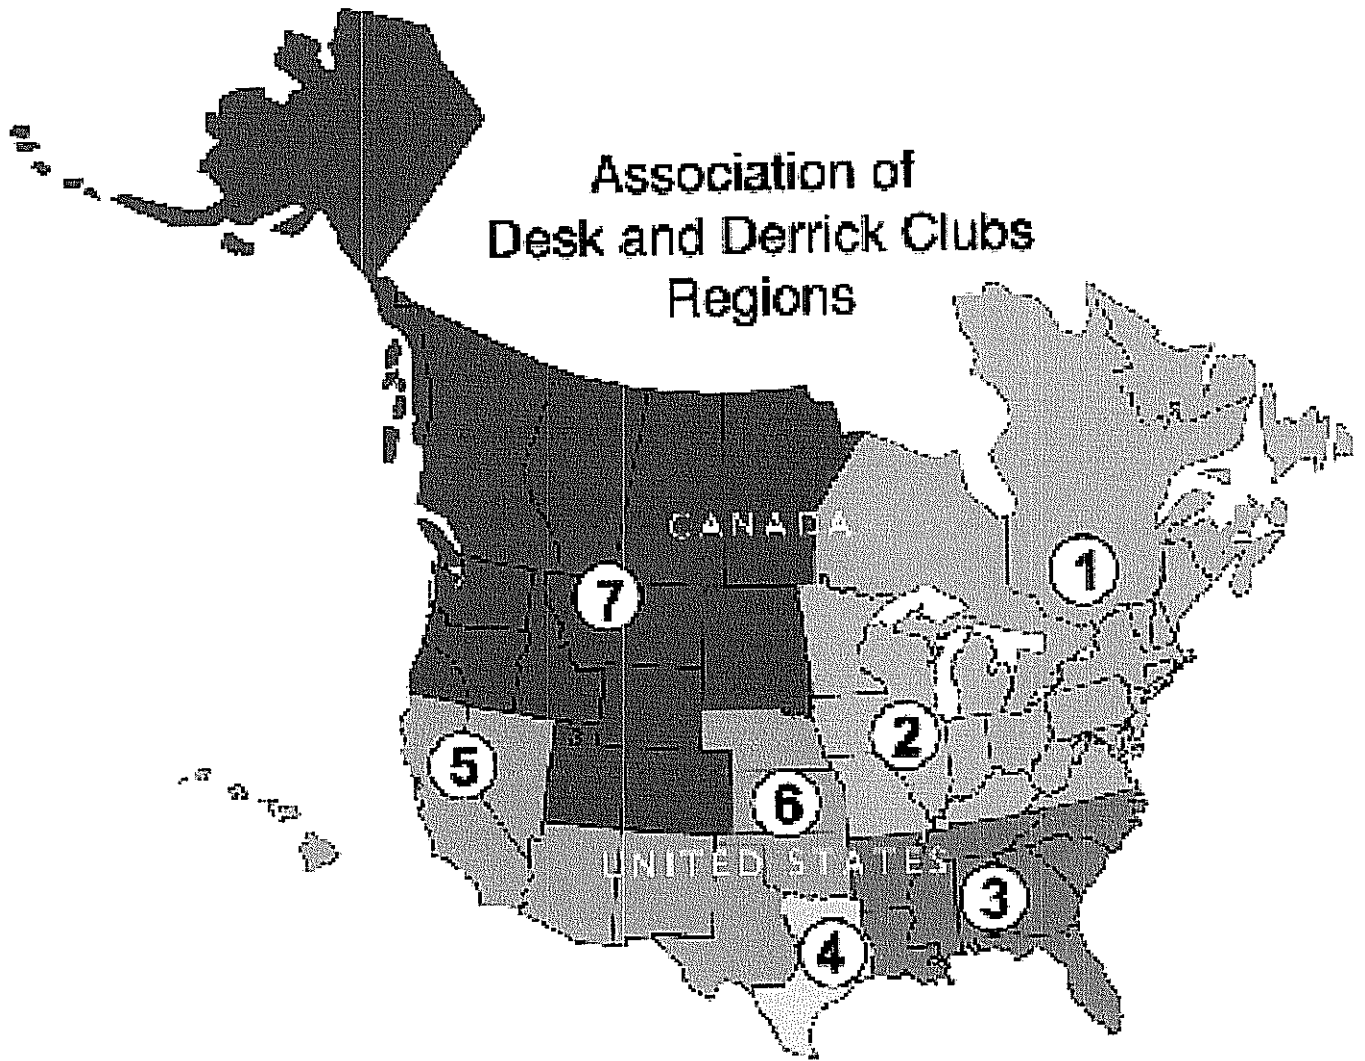 Association of
Desk and Derrick Clubs
Regions
CANADA
1
7
2
5
6
UNITED STATES
3
4